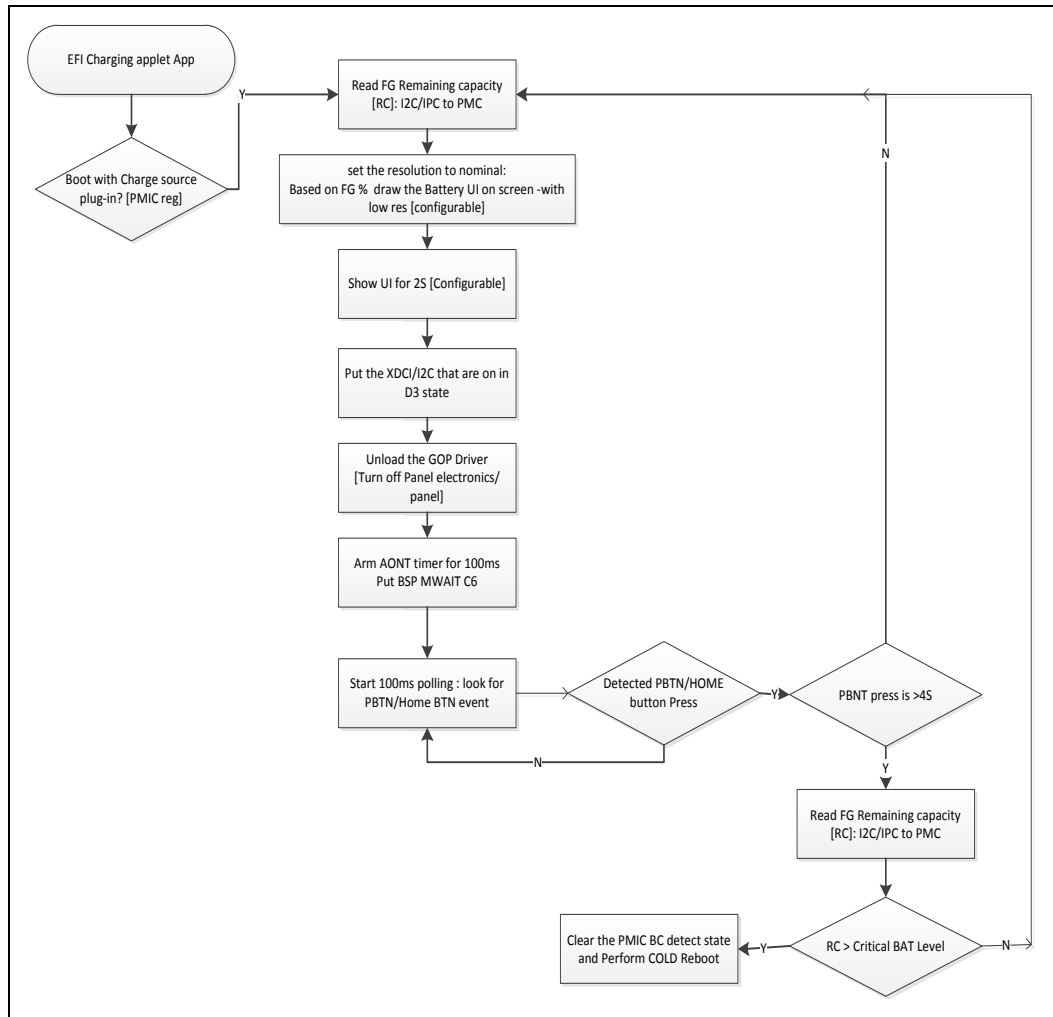 EFI Charging applet App
Boot with Charge source
plug-in? [PMIC reg]
Y
Read FG Remaining capacity
[RC]: I2C/IPC to PMC
set the resolution to nominal:
Based on FG % draw the Battery UI on screen -with
low res [configurable]
Show UI for 2S [Configurable]
Put the XDCI/I2C that are on in
D3 state
Unload the GOP Driver
[Turn off Panel electronics/
panel]
Arm AONT timer for 100ms
Put BSP MWAIT C6
Start 100ms polling : look for
PBTN/Home BTN event
Detected PBTN/HOME
button Press
N
Y
PBNT press is >4S
N
Y
Read FG Remaining capacity
[RC]: I2C/IPC to PMC
RC > Critical BAT Level
N
Y
Clear the PMIC BC detect state
and Perform COLD Reboot